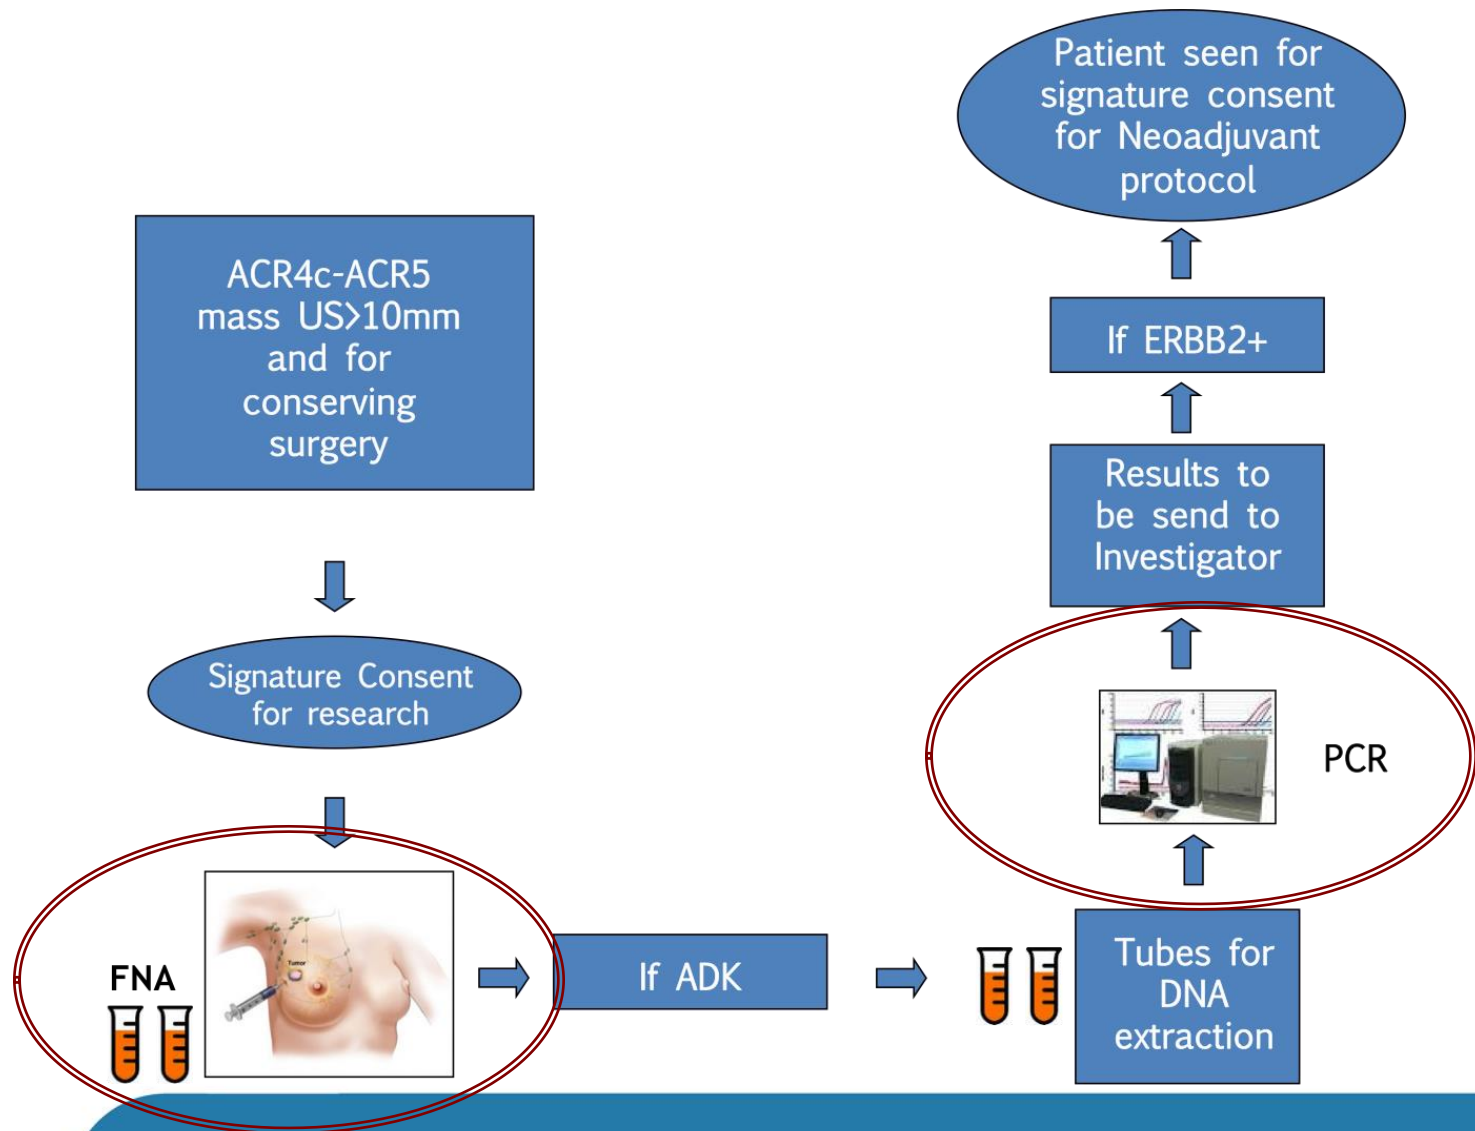 ACR4c-ACR5
mass US>10mm
and for
conserving
surgery
Signature Consent
for research
FNA
Tumor
If ADK
Tubes for
DNA
extraction
PCR
Results to
be send to
Investigator
If ERBB2+
Patient seen for
signature consent
for Neoadjuvant
protocol